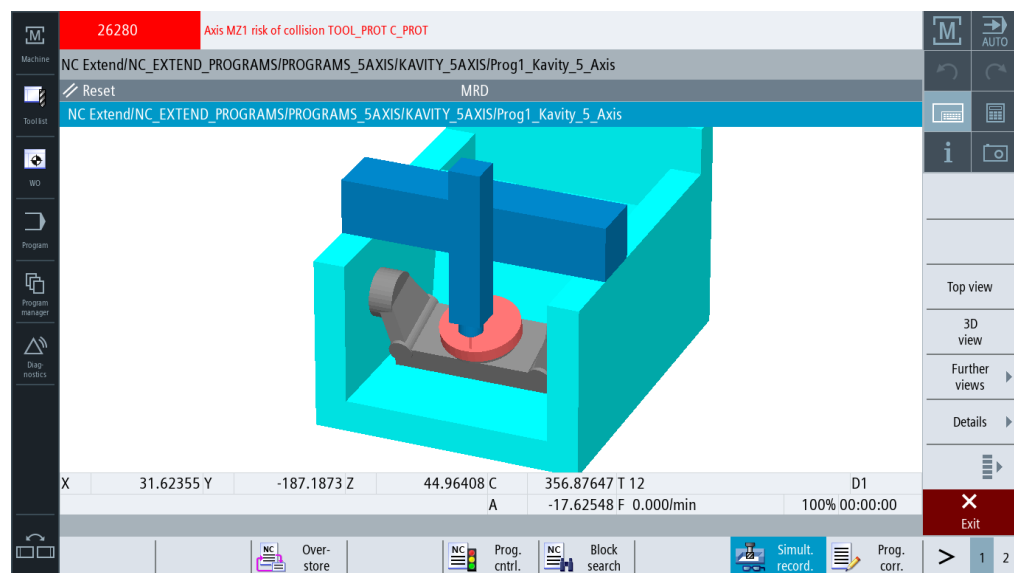 26280 Axis MZ1 risk of collision TOOL_PROT C_PROT
M AUTO
Machine
NC Extend/NC_EXTEND_PROGRAMS/PROGRAMS_5AXIS/KAVITY_5AXIS/Prog1_Kavity_5_Axis
Reset MRD
NC Extend/NC_EXTEND_PROGRAMS/PROGRAMS_5AXIS/KAVITY_5AXIS/Prog1_Kavity_5_Axis
M
Tool list
WO
Program
Program
manager
Diag-
nostics
i
Top view
3D
view
Further
views
Details
X 31.62355 Y -187.1873 Z 44.96408 C 356.87647 T 12 D1
A -17.62548 F 0.000/min 100% 00:00:00
Exit
NC Over-
store
NC Prog.
cntrl.
NC Block
search
Simult.
record.
Prog.
corr.
> 1 2